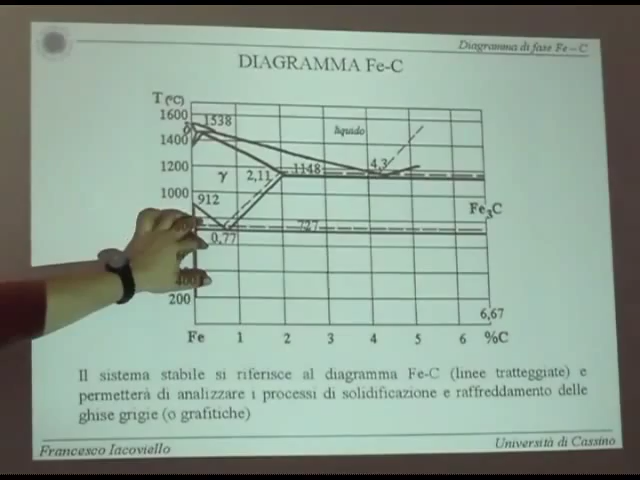 Diagramma di fase Fe – C
DIAGRAMMA Fe-C
T (°C)
1600
1538
δ
1400
liquido
1200
4,3
1148
γ
2,11
1000
912
Fe3C
727
0,77
400
200
6,67
Fe 1 2 3 4 5 6 %C
Il sistema stabile si riferisce al diagramma Fe-C (linee tratteggiate) e
permetterà di analizzare i processi di solidificazione e raffreddamento delle
ghise grigie (o grafitiche)
Francesco Iacoviello
Università di Cassino